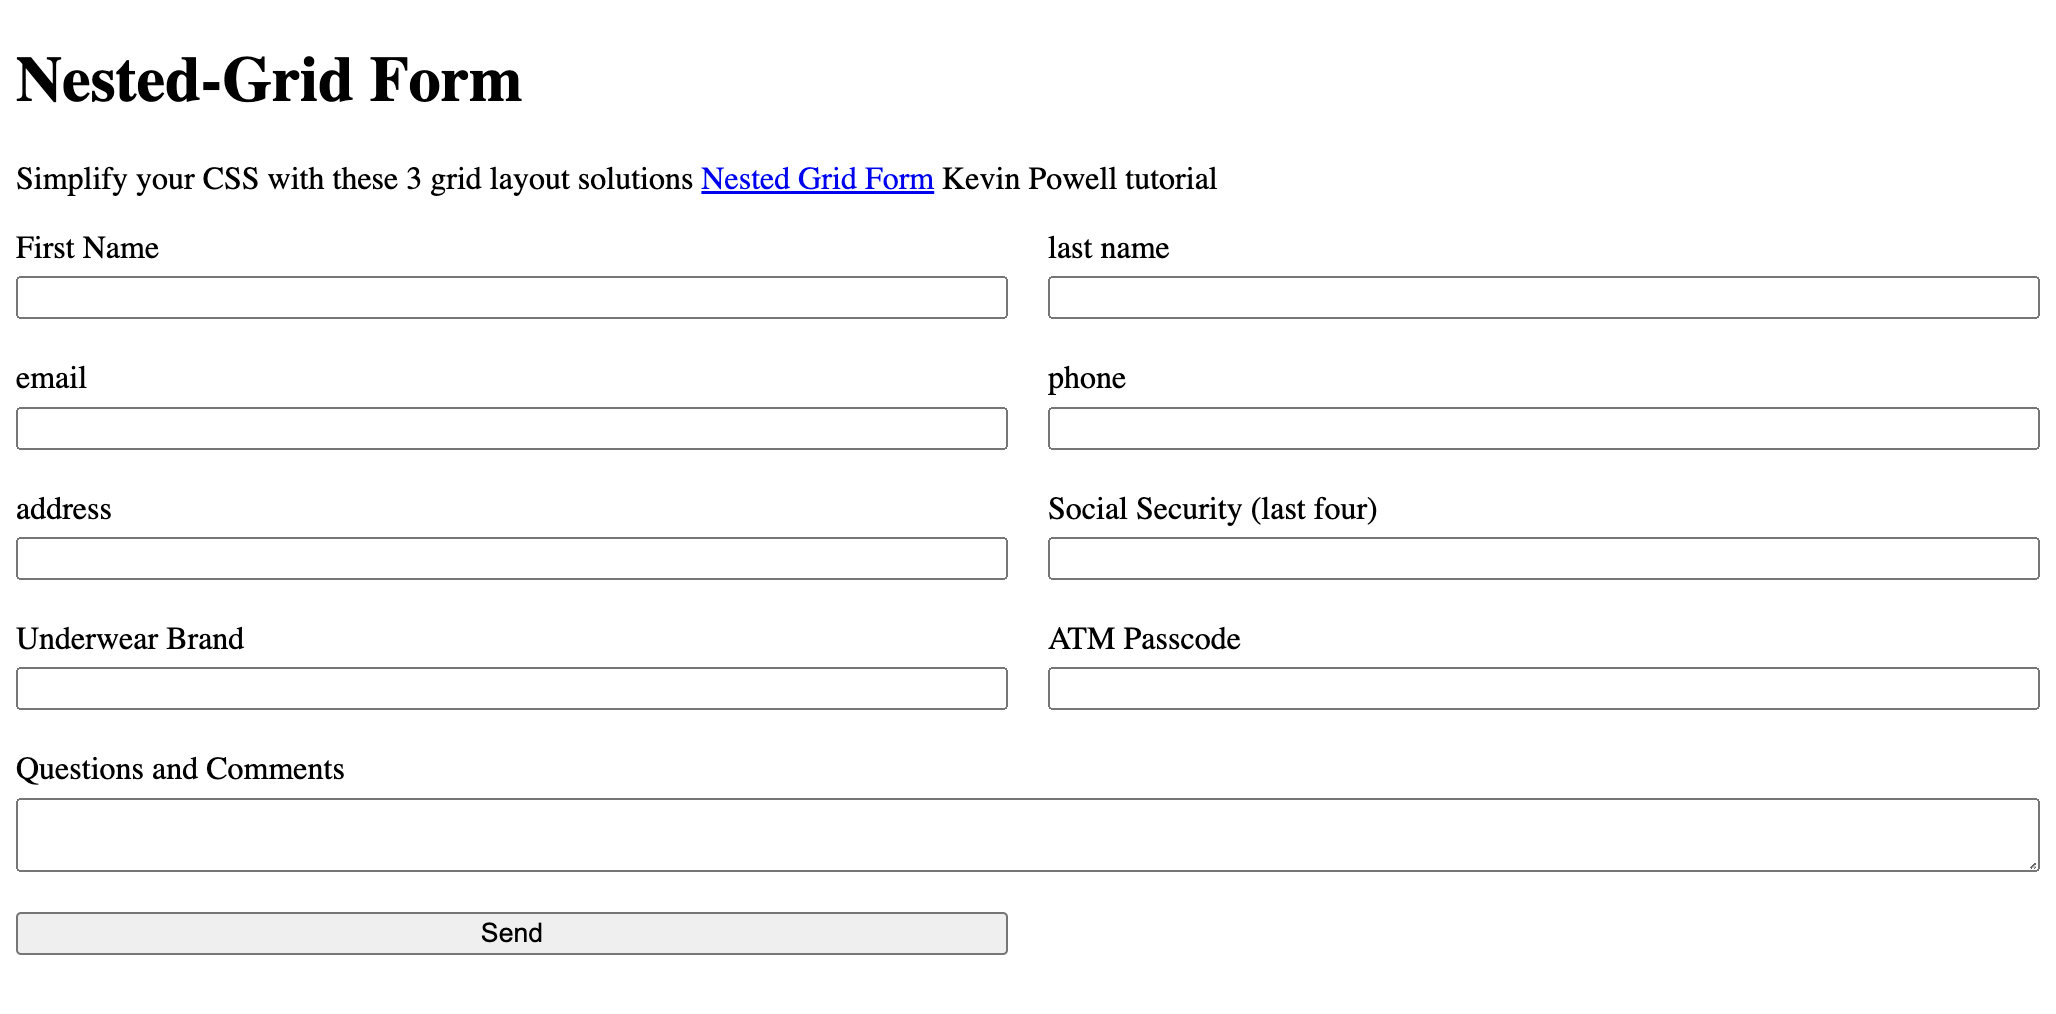 Nested-Grid Form
Simplify your CSS with these 3 grid layout solutions Nested Grid Form Kevin Powell tutorial
First Name
last name
email
phone
address
Social Security (last four)
Underwear Brand
ATM Passcode
Questions and Comments
Send